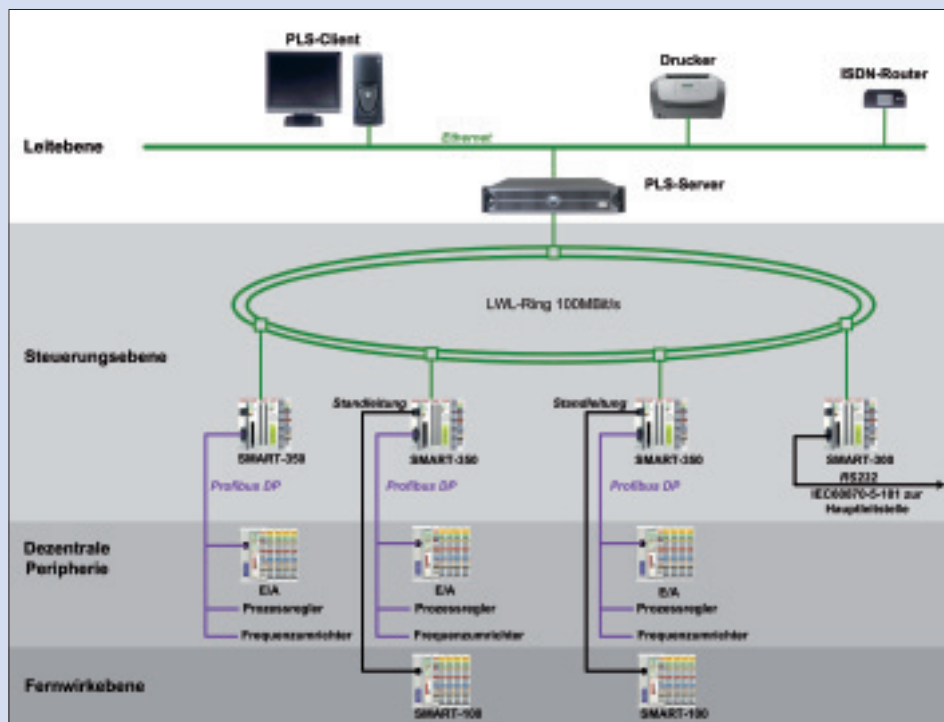 PLS-Client
Drucker
ISDN-Router
Leitebene
Ethernet
PLS-Server
LWL-Ring 100MBit/s
Steuerungsebene
Standleitung
Standleitung
SMART-350
SMART-350
SMART-350
SMART-300
Profibus DP
Profibus DP
Profibus DP
RS232
IEC60870-5-101 zur
Hauptleitstelle
Dezentrale
Peripherie
E/A
E/A
E/A
Prozessregler
Prozessregler
Prozessregler
Frequenzumrichter
Frequenzumrichter
Frequenzumrichter
Fernwirkebene
SMART-100
SMART-100